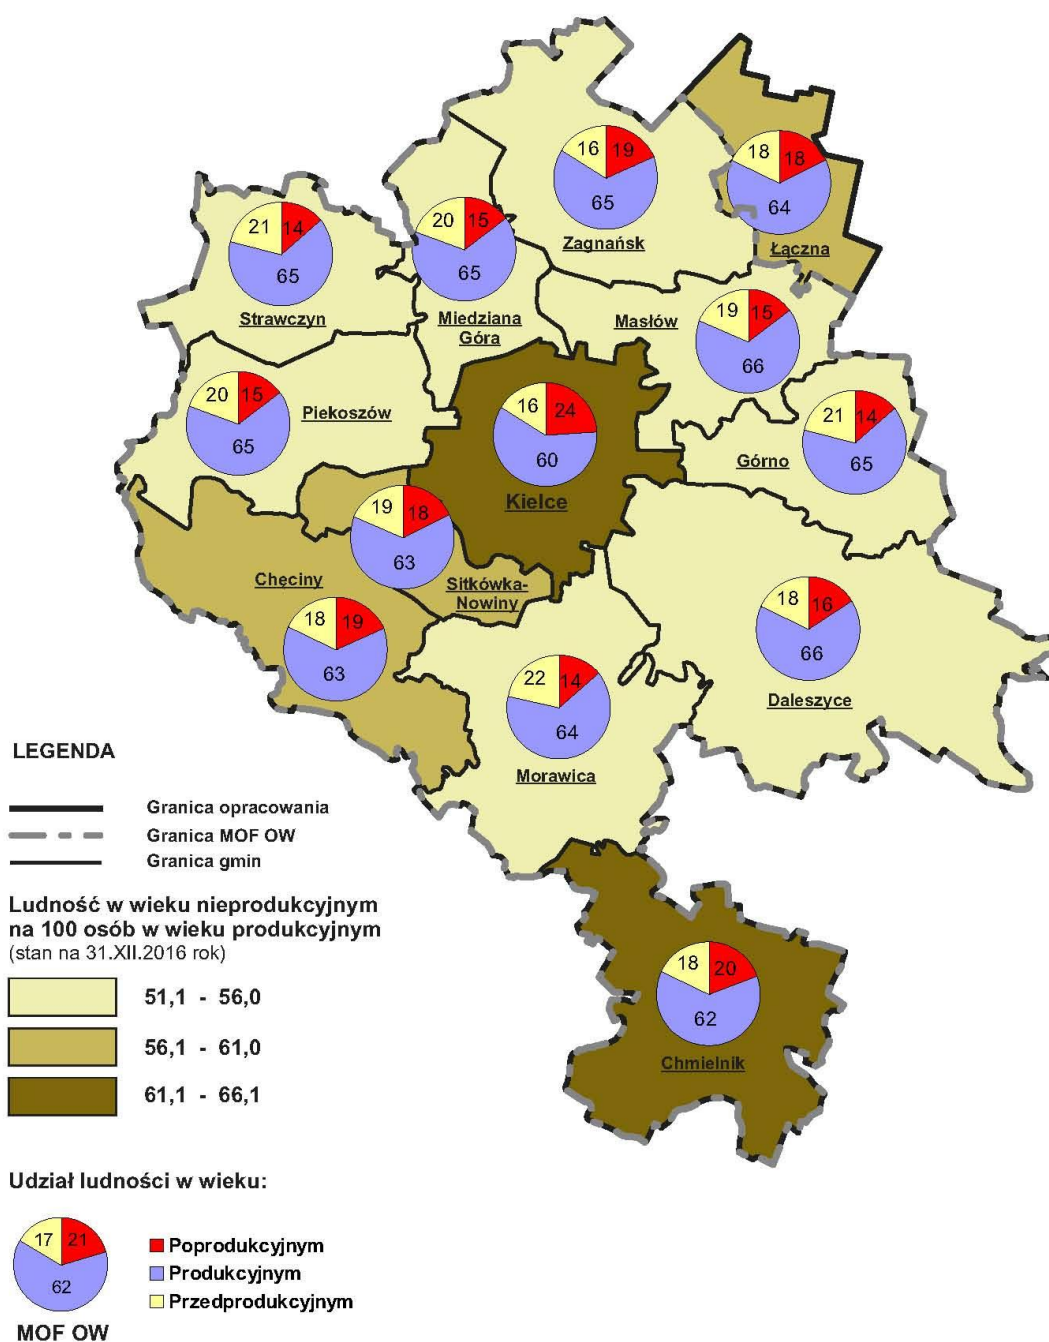 16 19
65
Zagnańsk
18 18
64
Łączna
21 14
65
Strawczyn
20 15
65
Miedziana
Góra
19 15
66
Masłów
20 15
65
Piekoszów
16 24
60
Kielce
21 14
65
Górno
19 18
63
Sitkówka-
Nowiny
Chęciny
18 19
63
18 16
66
Daleszyce
22 14
64
Morawica
18 20
62
Chmielnik
LEGENDA
Granica opracowania
Granica MOF OW
Granica gmin
Ludność w wieku nieprodukcyjnym
na 100 osób w wieku produkcyjnym
(stan na 31.XII.2016 rok)
51,1 - 56,0
56,1 - 61,0
61,1 - 66,1
Udział ludności w wieku:
17 21
62
MOF OW
Poprodukcyjnym
Produkcyjnym
Przedprodukcyjnym